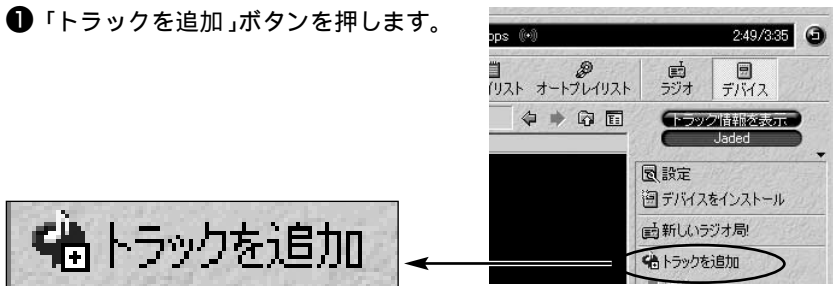 ❶「トラックを追加」ボタンを押します。
ops 2:49/3:35
イリスト オートプレイリスト ラジオ デバイス
トラック情報を表示
Jaded
設定
デバイスをインストール
新しいラジオ局!
トラックを追加
トラックを追加